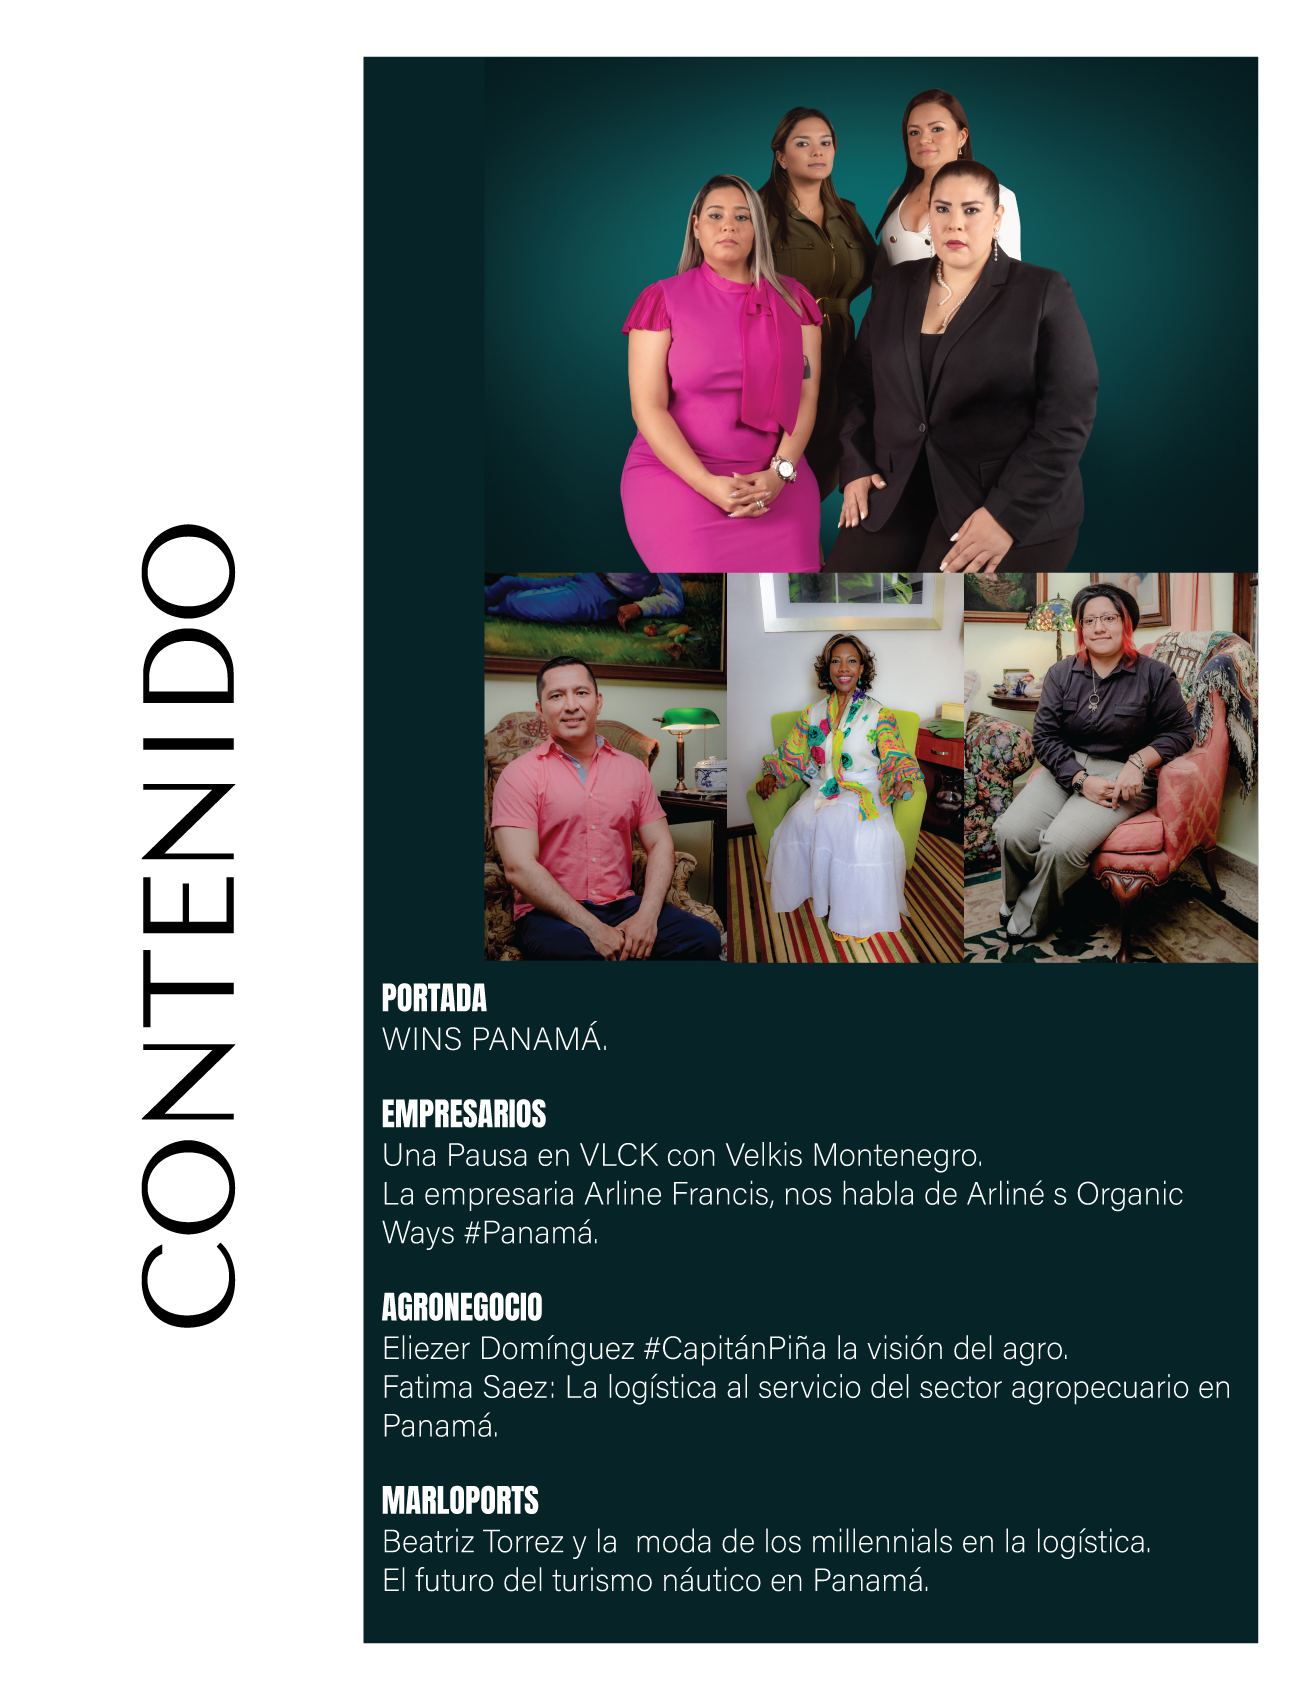 CONTENIDO
PORTADA
WINS PANAMÁ.
EMPRESARIOS
Una Pausa en VLCK con Velkis Montenegro.
La empresaria Arline Francis, nos habla de Arliné s Organic
Ways #Panamá.
AGRONEGOCIO
Eliezer Domínguez #CapitánPiña la visión del agro.
Fatima Saez: La logística al servicio del sector agropecuario en
Panamá.
MARLOPORTS
Beatriz Torrez y la  moda de los millennials en la logística.
El futuro del turismo náutico en Panamá.